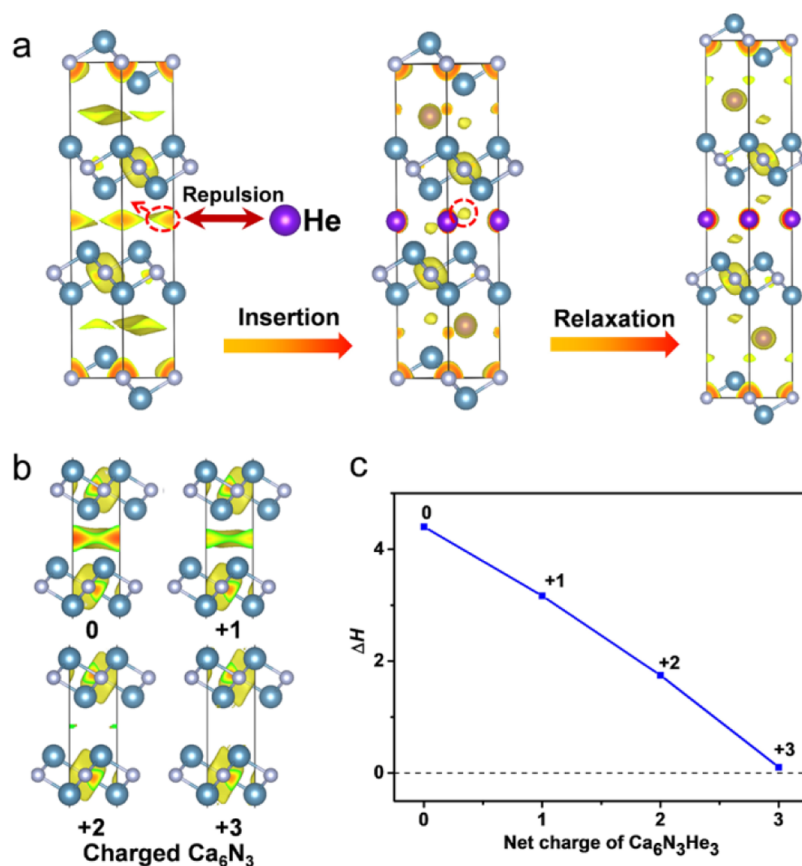 a
Repulsion
He
Insertion
Relaxation
b
0
+1
+2
+3
Charged Ca₆N₃
c
ΔH
4
2
0
0
+1
+2
+3
0
1
2
3
Net charge of Ca₆N₃He₃